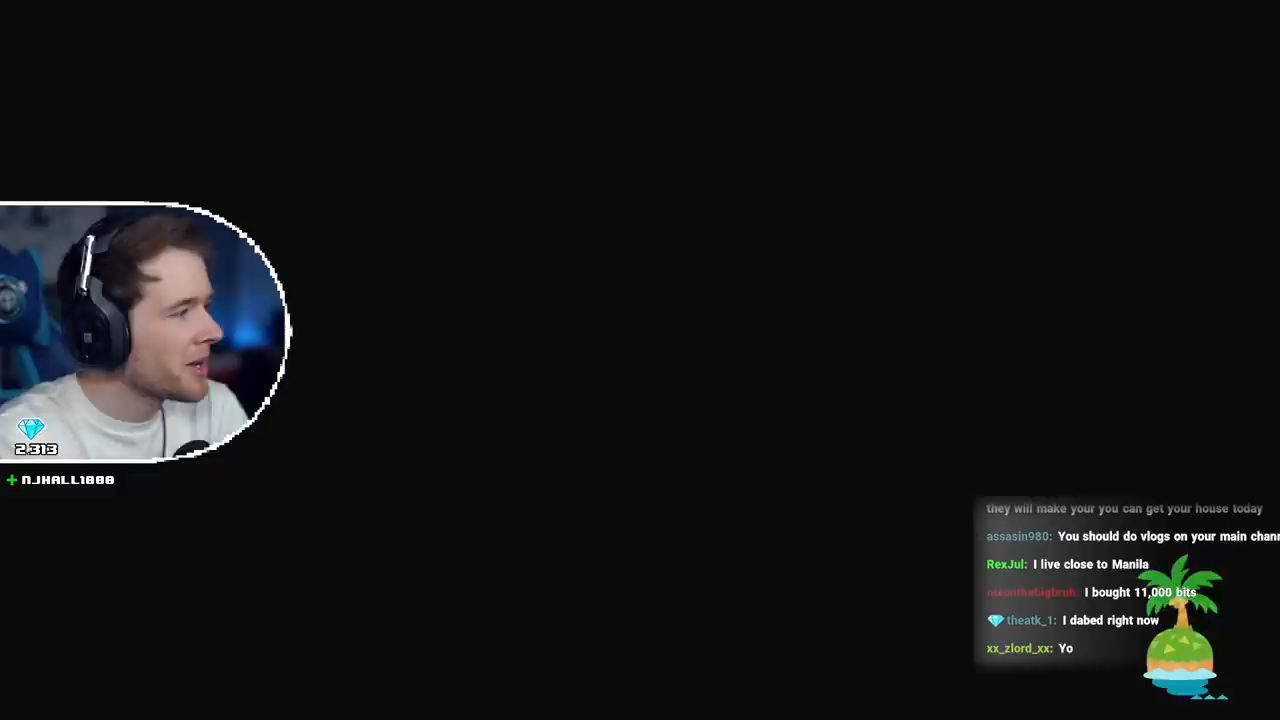 2,313
+ NJHALL1000
they will make your you can get your house today
assasin980: You should do vlogs on your main chann
RexJul: I live close to Manila
I bought 11,000 bits
theatk_1: I dabed right now
xx_zlord_xx: Yo